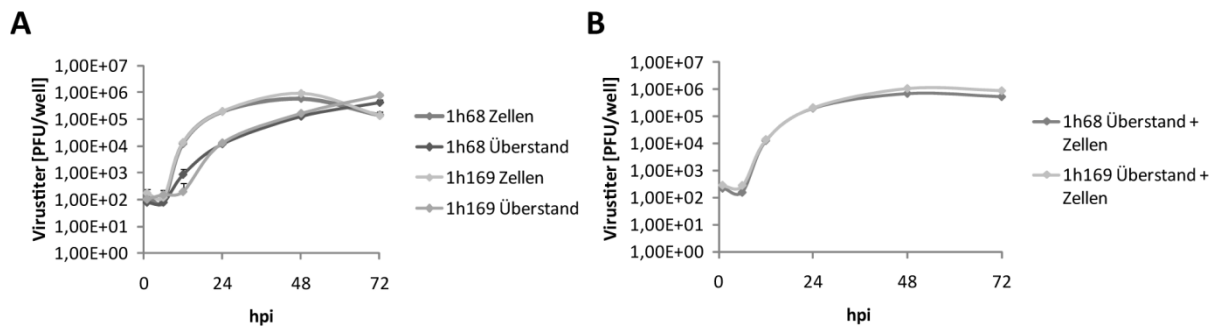 A
Virustiter [PFU/well]
1,00E+07
1,00E+06
1,00E+05
1,00E+04
1,00E+03
1,00E+02
1,00E+01
1,00E+00
0
24
48
72
hpi
1h68 Zellen
1h68 Überstand
1h169 Zellen
1h169 Überstand
B
Virustiter [PFU/well]
1,00E+07
1,00E+06
1,00E+05
1,00E+04
1,00E+03
1,00E+02
1,00E+01
1,00E+00
0
24
48
72
hpi
1h68 Überstand +
Zellen
1h169 Überstand +
Zellen